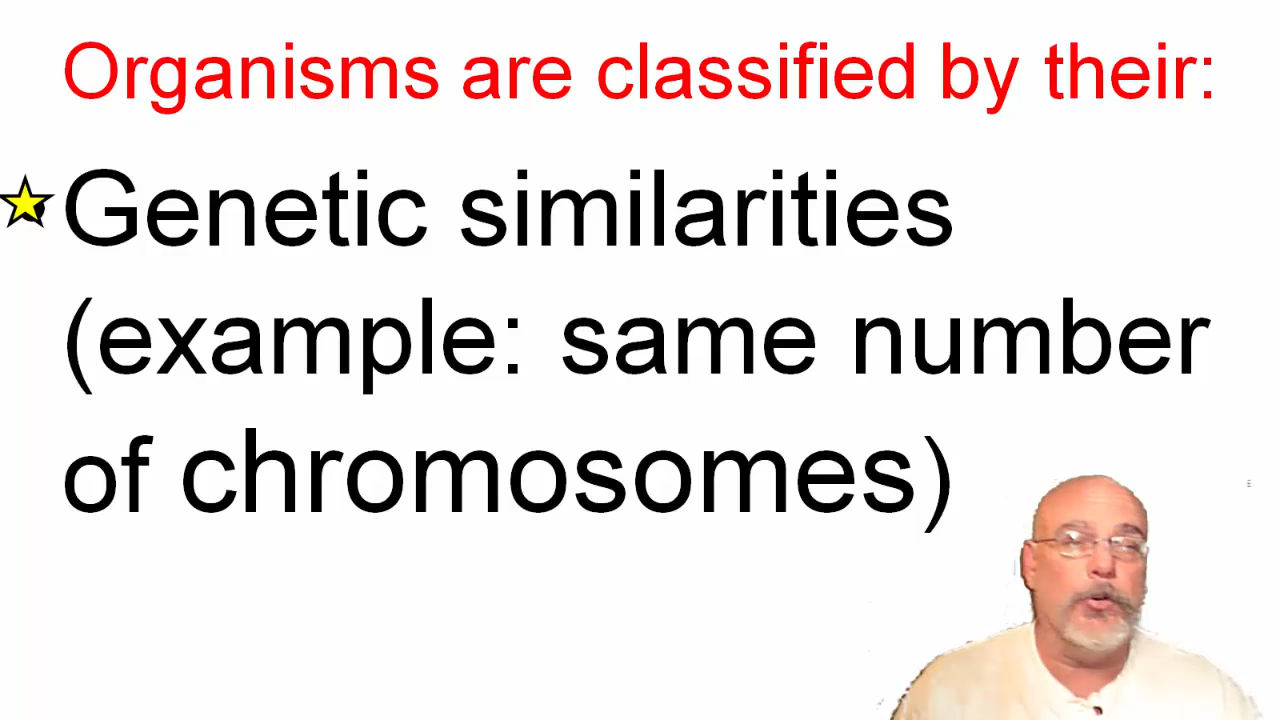 Organisms are classified by their:
Genetic similarities
(example: same number
of chromosomes)